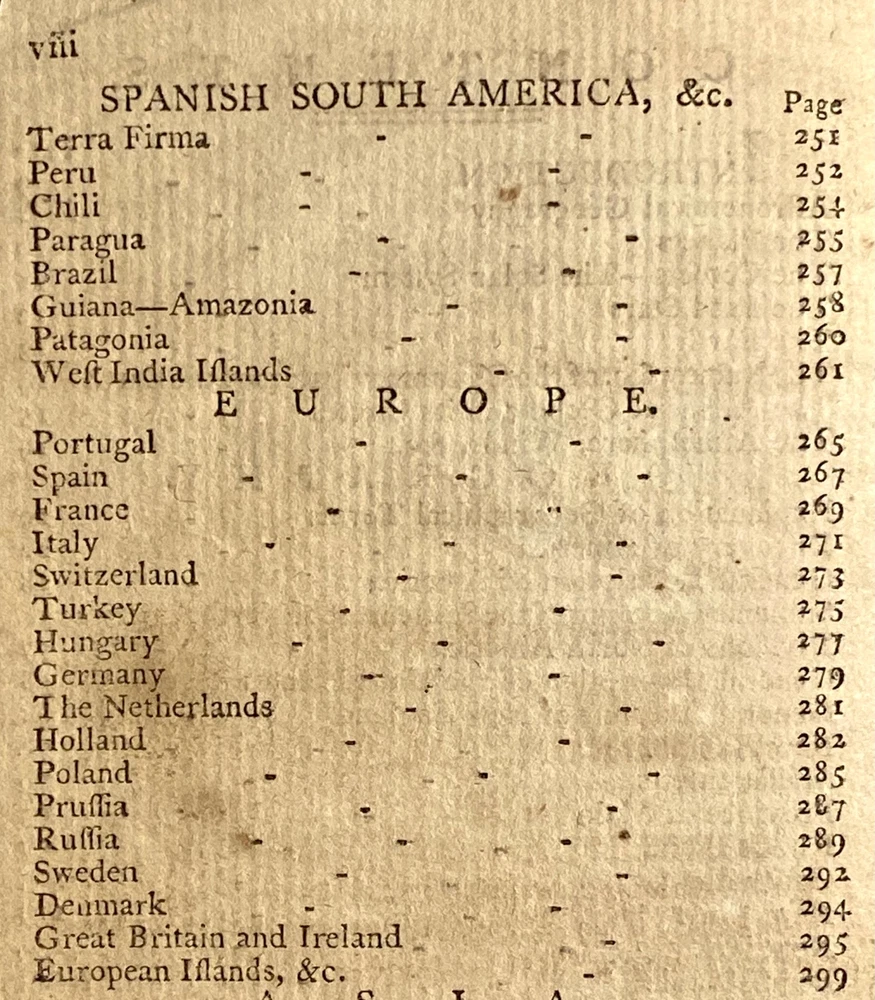 viii
SPANISH SOUTH AMERICA, &c. Page
Terra Firma - - 251
Peru - - 252
Chili - - 254
Paragua - - 255
Brazil - - 257
Guiana—Amazonia - - 258
Patagonia - - 260
Weſt India Iſlands - - 261
E U R O P E.
Portugal - - 265
Spain - - - 267
France - - 269
Italy - - - 271
Switzerland - - 273
Turkey - - 275
Hungary - - - 277
Germany - - 279
The Netherlands - - 281
Holland - - 282
Poland - - - 285
Pruſſia - - 287
Ruſſia - - - - 289
Sweden - - 292
Denmark - - 294
Great Britain and Ireland - 295
European Iſlands, &c. - 299
A S I A